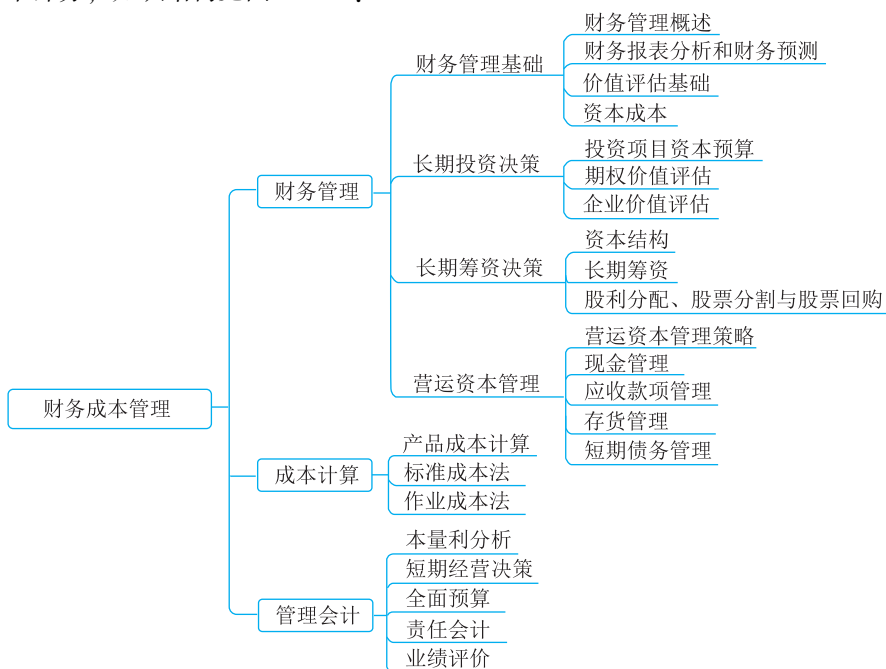 财务成本管理
财务管理
财务管理基础
财务管理概述
财务报表分析和财务预测
价值评估基础
资本成本
长期投资决策
投资项目资本预算
期权价值评估
企业价值评估
长期筹资决策
资本结构
长期筹资
股利分配、股票分割与股票回购
营运资本管理
营运资本管理策略
现金管理
应收款项管理
存货管理
短期债务管理
成本计算
产品成本计算
标准成本法
作业成本法
管理会计
本量利分析
短期经营决策
全面预算
责任会计
业绩评价